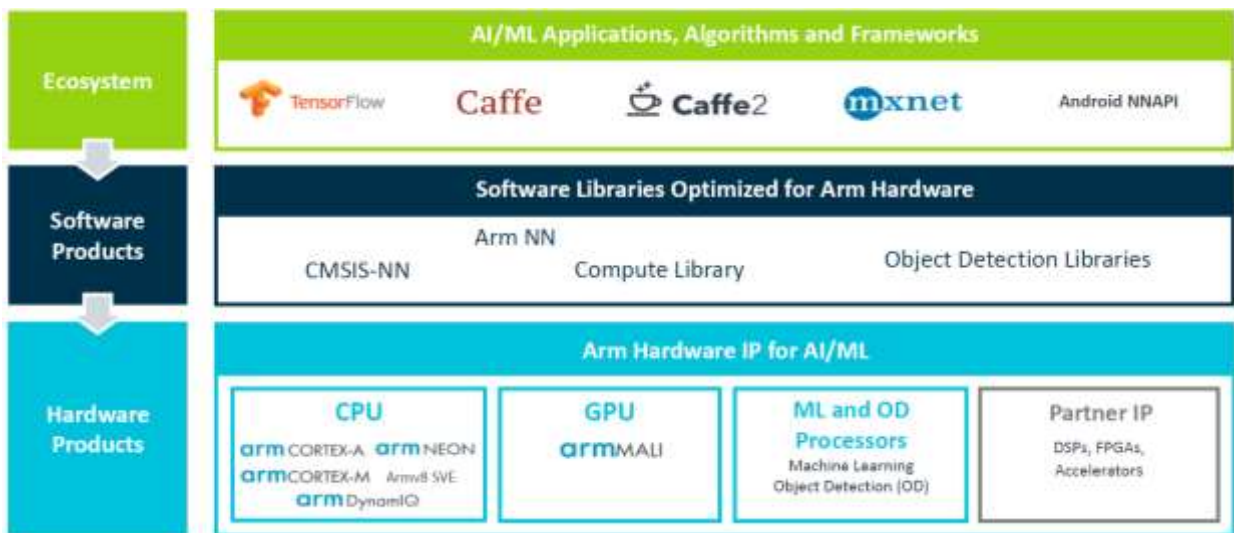 AI/ML Applications, Algorithms and Frameworks
Ecosystem
TensorFlow
Caffe
Caffe2
mxnet
Android NNAPI
Software Libraries Optimized for Arm Hardware
Software
Products
Arm NN
CMSIS-NN
Compute Library
Object Detection Libraries
Arm Hardware IP for AI/ML
Hardware
Products
CPU
arm CORTEX-A arm NEON
arm CORTEX-M Armv8 SVE
arm DynamIQ
GPU
arm MALI
ML and OD
Processors
Machine Learning
Object Detection (OD)
Partner IP
DSPs, FPGAs,
Accelerators